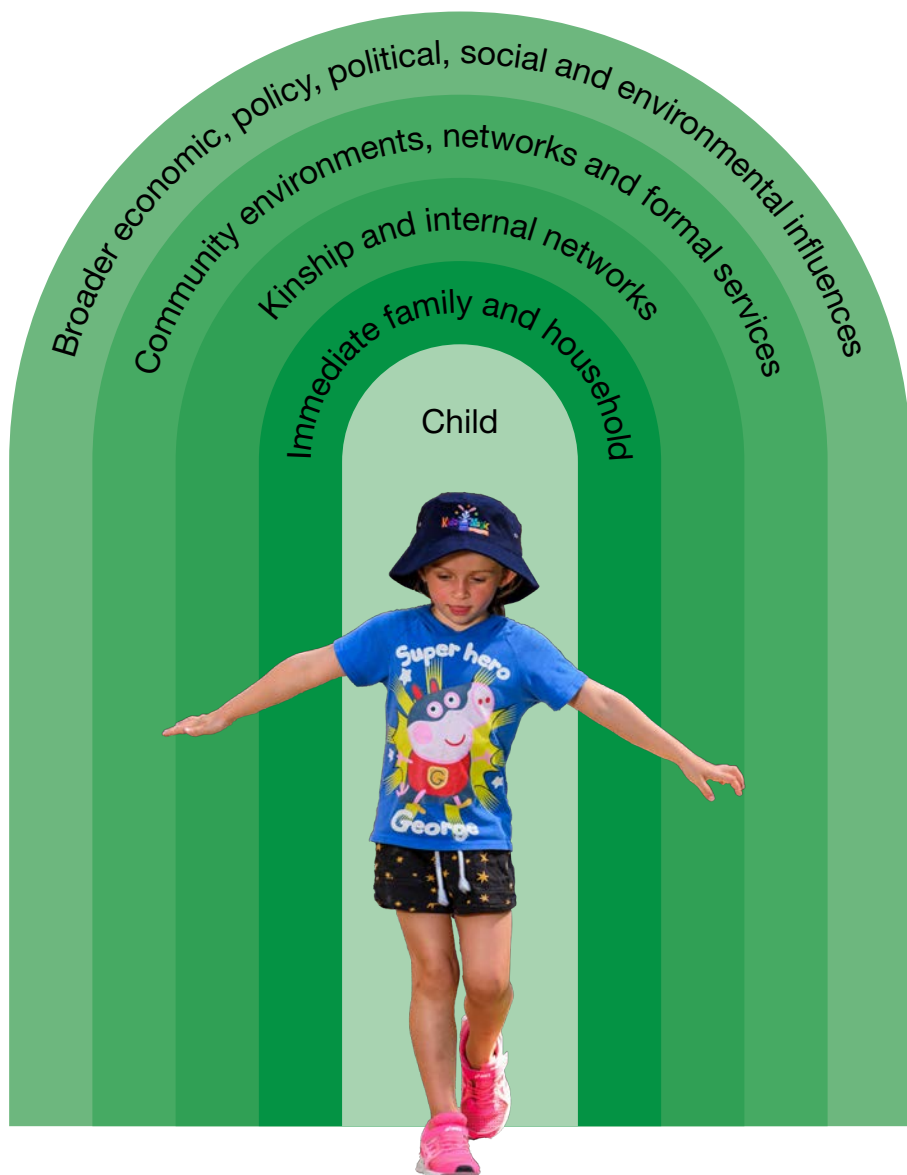 Broader economic, policy, political, social and environmental influences
Community environments, networks and formal services
Kinship and internal networks
Immediate family and household
Child
Super hero
G
George